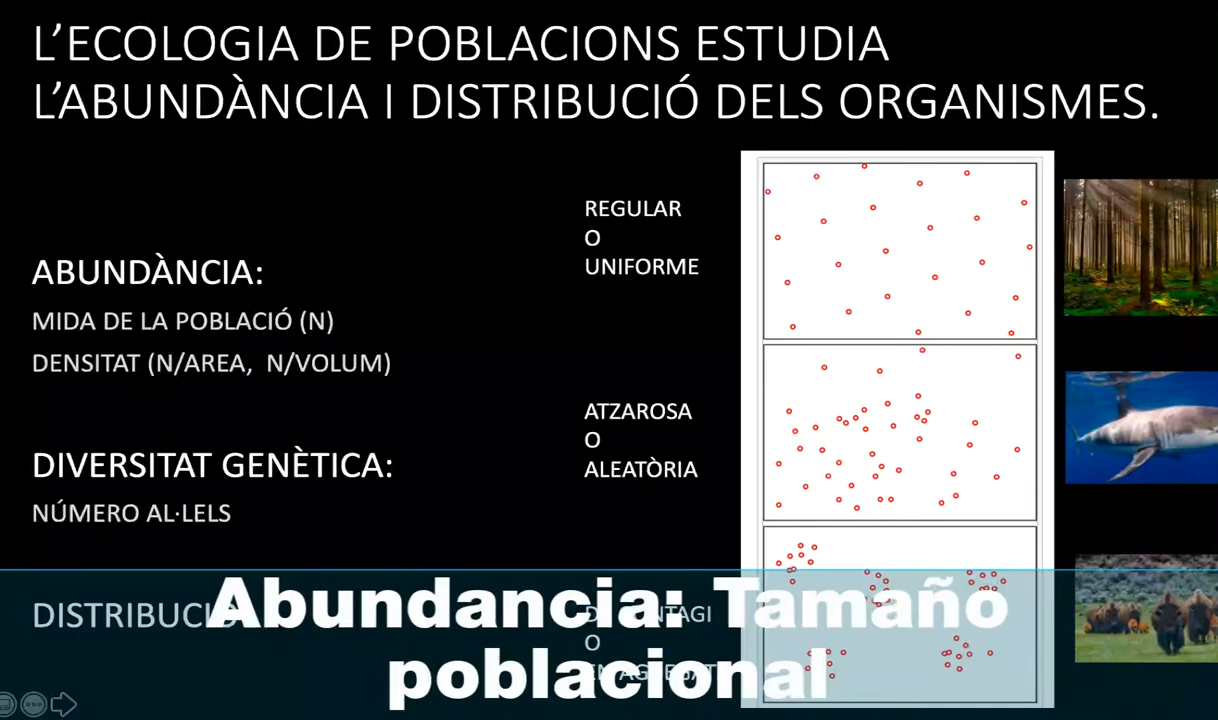 L'ECOLOGIA DE POBLACIONS ESTUDIA
L'ABUNDÀNCIA I DISTRIBUCIÓ DELS ORGANISMES.
ABUNDÀNCIA:
MIDA DE LA POBLACIÓ (N)
DENSITAT (N/AREA, N/VOLUM)
DIVERSITAT GENÈTICA:
NÚMERO AL·LELS
REGULAR
O
UNIFORME
ATZAROSA
O
ALEATÒRIA
O
Abundancia: Tamaño
poblacional